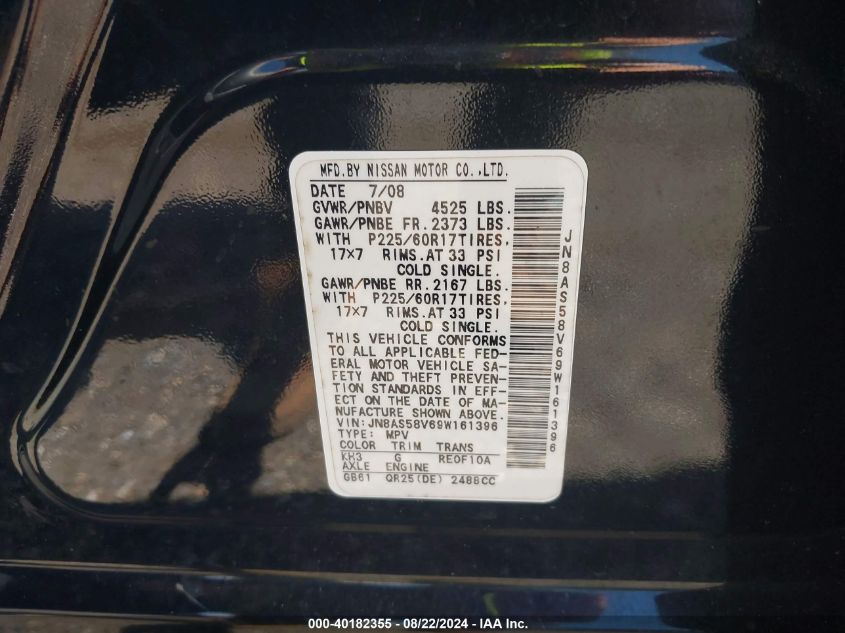 MFD.BY NISSAN MOTOR CO.,LTD.
DATE 7/08
GVWR/PNBV 4525 LBS.
GAWR/PNBE FR.2373 LBS.
WITH P225/60R17TIRES,
17×7 RIMS.AT 33 PSI
COLD SINGLE.
GAWR/PNBE RR.2167 LBS.
WITH P225/60R17TIRES,
17×7 RIMS.AT 33 PSI
COLD SINGLE.
THIS VEHICLE CONFORMS
TO ALL APPLICABLE FED-
ERAL MOTOR VEHICLE SA-
FETY AND THEFT PREVEN-
TION STANDARDS IN EFF-
ECT ON THE DATE OF MA-
NUFACTURE SHOWN ABOVE.
VIN:JN8AS58V69W161396
TYPE: MPV
COLOR TRIM TRANS
KH3 G RE0F10A
AXLE ENGINE
GB61 QR25(DE) 2488CC
JN8AS58V69W161396
000-40182355 - 08/22/2024 - IAA Inc.